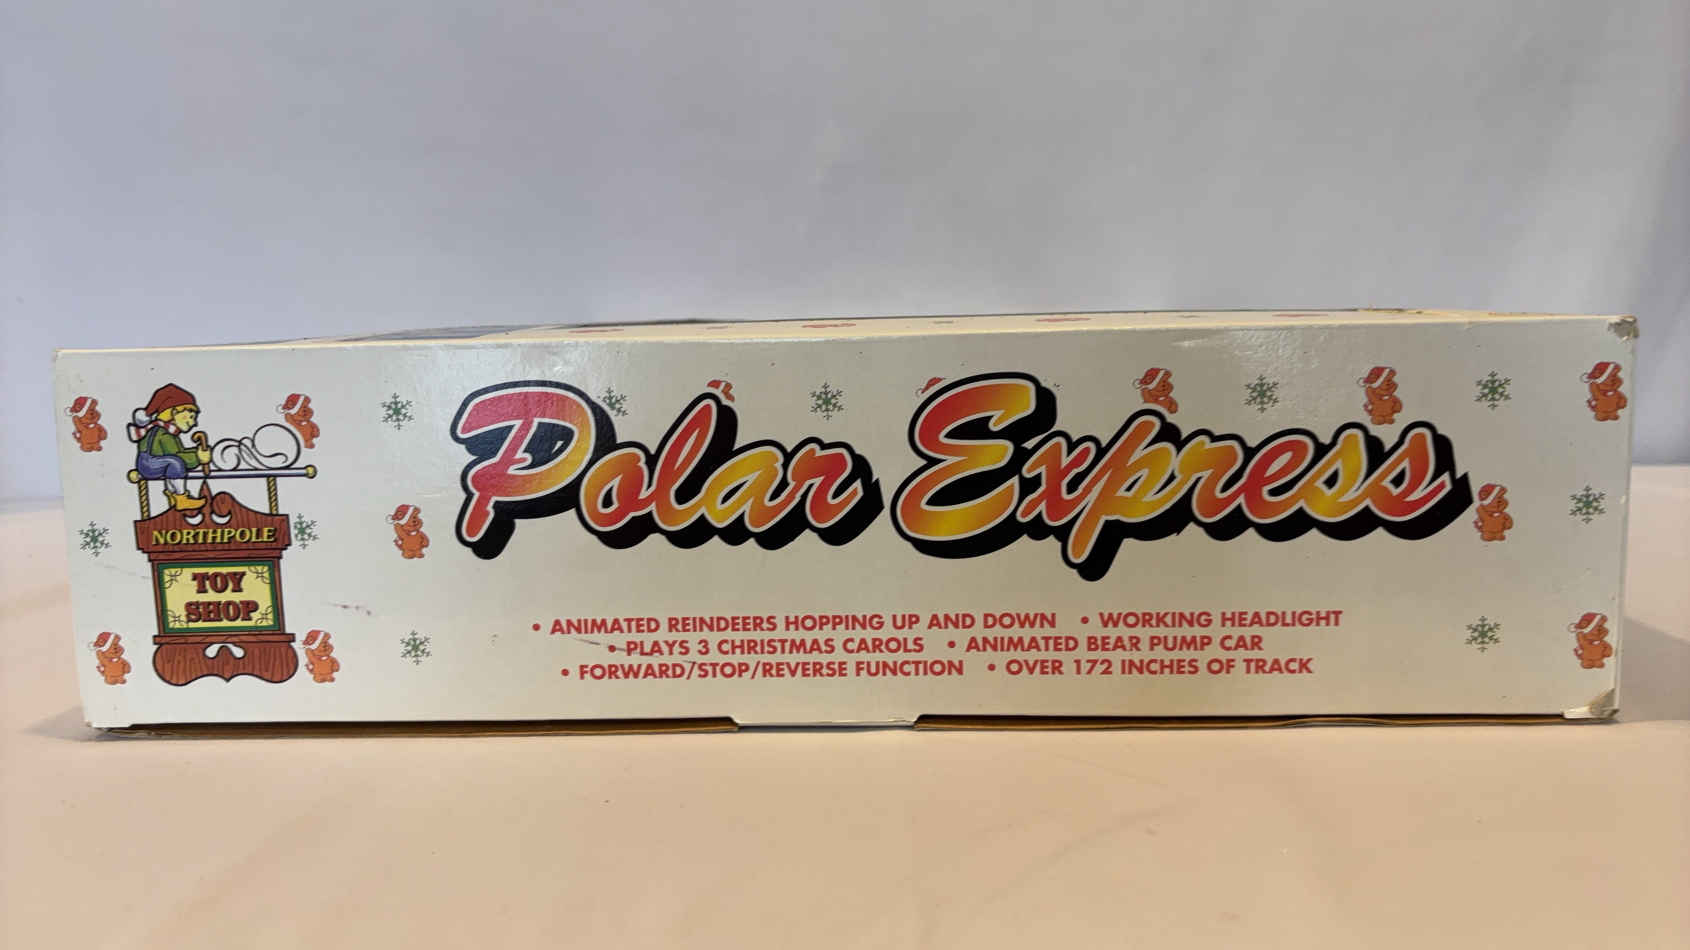 NORTHPOLE
TOY
SHOP
Polar Express
• ANIMATED REINDEERS HOPPING UP AND DOWN • WORKING HEADLIGHT
• PLAYS 3 CHRISTMAS CAROLS • ANIMATED BEAR PUMP CAR
• FORWARD/STOP/REVERSE FUNCTION • OVER 172 INCHES OF TRACK